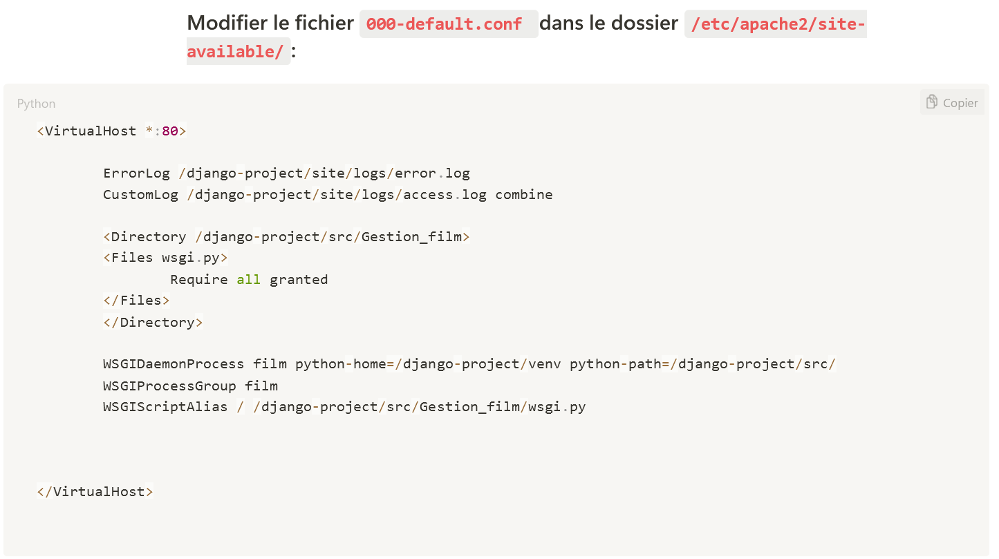 Modifier le fichier 000-default.conf dans le dossier /etc/apache2/site-
available/ :
Python
Copier
<VirtualHost *:80>
ErrorLog /django-project/site/logs/error.log
CustomLog /django-project/site/logs/access.log combine
<Directory /django-project/src/Gestion_film>
<Files wsgi.py>
Require all granted
</Files>
</Directory>
WSGIDaemonProcess film python-home=/django-project/venv python-path=/django-project/src/
WSGIProcessGroup film
WSGIScriptAlias / /django-project/src/Gestion_film/wsgi.py
</VirtualHost>